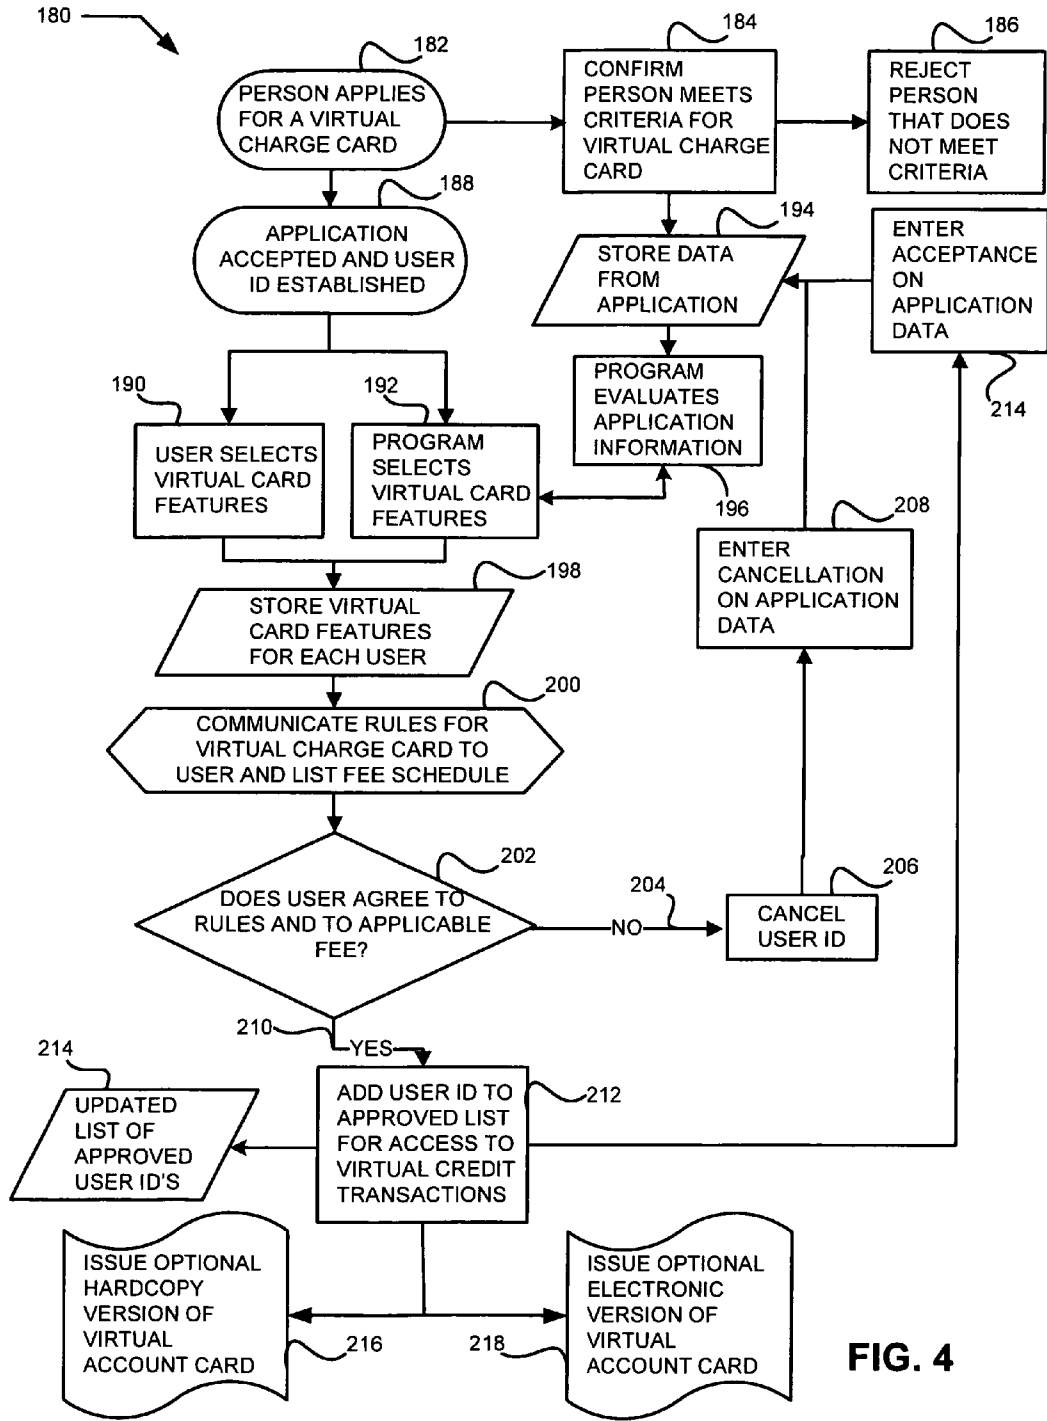 180
182
PERSON APPLIES
FOR A VIRTUAL
CHARGE CARD
184
CONFIRM
PERSON MEETS
CRITERIA FOR
VIRTUAL CHARGE
CARD
186
REJECT
PERSON
THAT DOES
NOT MEET
CRITERIA
188
APPLICATION
ACCEPTED AND USER
ID ESTABLISHED
194
STORE DATA
FROM
APPLICATION
ENTER
ACCEPTANCE
ON
APPLICATION
DATA
214
190
USER SELECTS
VIRTUAL CARD
FEATURES
192
PROGRAM
SELECTS
VIRTUAL CARD
FEATURES
PROGRAM
EVALUATES
APPLICATION
INFORMATION
196
208
ENTER
CANCELLATION
ON APPLICATION
DATA
198
STORE VIRTUAL
CARD FEATURES
FOR EACH USER
200
COMMUNICATE RULES FOR
VIRTUAL CHARGE CARD TO
USER AND LIST FEE SCHEDULE
202
DOES USER AGREE TO
RULES AND TO APPLICABLE
FEE?
204
NO
206
CANCEL
USER ID
210
YES
214
UPDATED
LIST OF
APPROVED
USER ID'S
212
ADD USER ID TO
APPROVED LIST
FOR ACCESS TO
VIRTUAL CREDIT
TRANSACTIONS
ISSUE OPTIONAL
HARDCOPY
VERSION OF
VIRTUAL
ACCOUNT CARD
216
218
ISSUE OPTIONAL
ELECTRONIC
VERSION OF
VIRTUAL
ACCOUNT CARD
FIG. 4